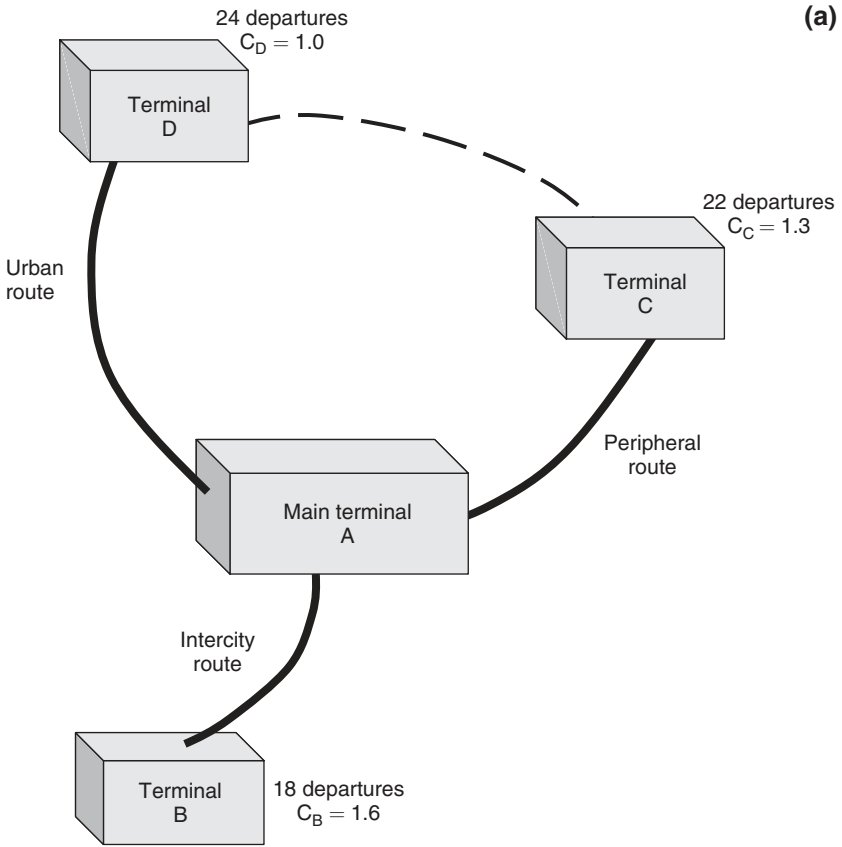 (a)
24 departures
C_D = 1.0
Terminal
D
22 departures
C_C = 1.3
Urban
route
Terminal
C
Peripheral
route
Main terminal
A
Intercity
route
Terminal
B
18 departures
C_B = 1.6